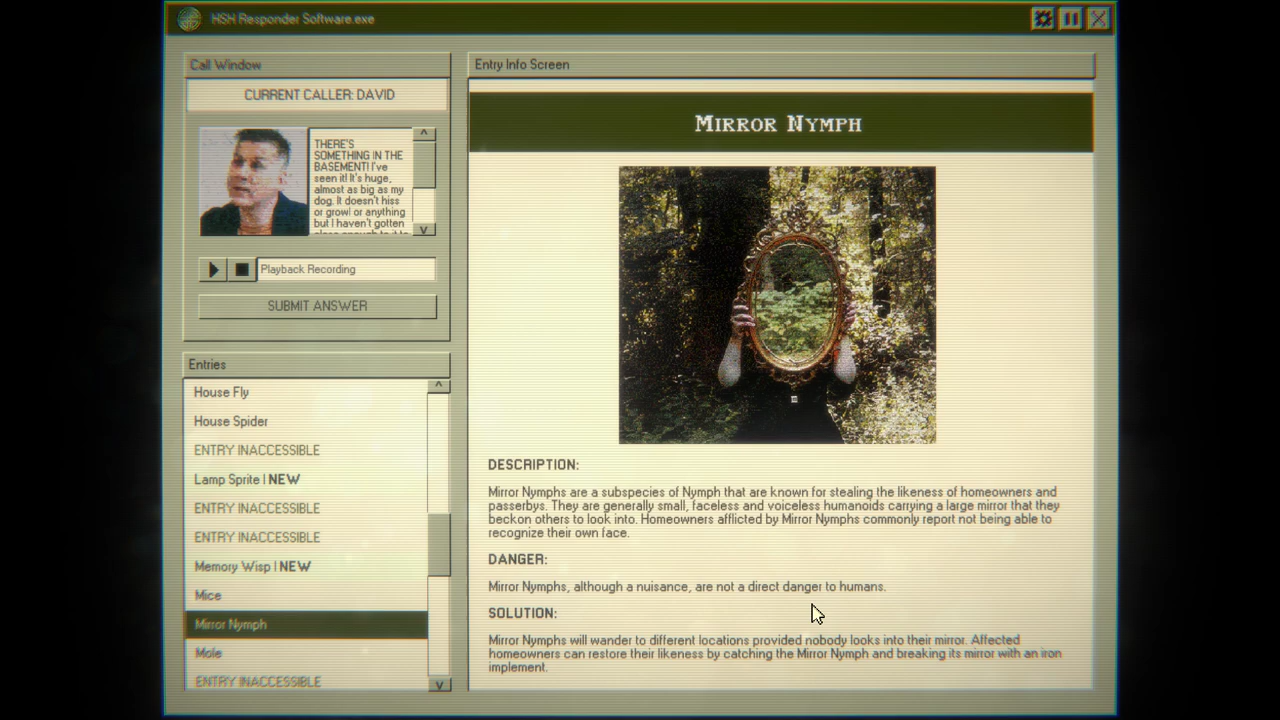 HSH Responder Software.exe
Call Window
CURRENT CALLER: DAVID
THERE'S
SOMETHING IN THE
BASEMENT! I've
seen it! It's huge,
almost as big as my
dog. It doesn't hiss
or growl or anything
but I haven't gotten
Playback Recording
SUBMIT ANSWER
Entries
House Fly
House Spider
ENTRY INACCESSIBLE
Lamp Sprite | NEW
ENTRY INACCESSIBLE
ENTRY INACCESSIBLE
Memory Wisp | NEW
Mice
Mirror Nymph
Mole
ENTRY INACCESSIBLE
Entry Info Screen
Mirror Nymph
DESCRIPTION:
Mirror Nymphs are a subspecies of Nymph that are known for stealing the likeness of homeowners and
passerbys. They are generally small, faceless and voiceless humanoids carrying a large mirror that they
beckon others to look into. Homeowners afflicted by Mirror Nymphs commonly report not being able to
recognize their own face.
DANGER:
Mirror Nymphs, although a nuisance, are not a direct danger to humans.
SOLUTION:
Mirror Nymphs will wander to different locations provided nobody looks into their mirror. Affected
homeowners can restore their likeness by catching the Mirror Nymph and breaking its mirror with an iron
implement.